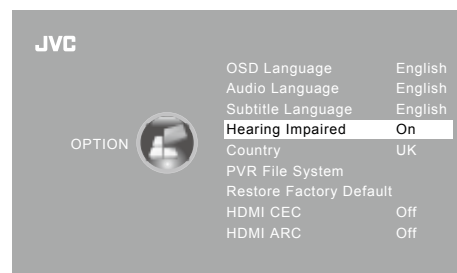 JVC
OPTION
OSD Language English
Audio Language English
Subtitle Language English
Hearing Impaired On
Country UK
PVR File System
Restore Factory Default
HDMI CEC Off
HDMI ARC Off